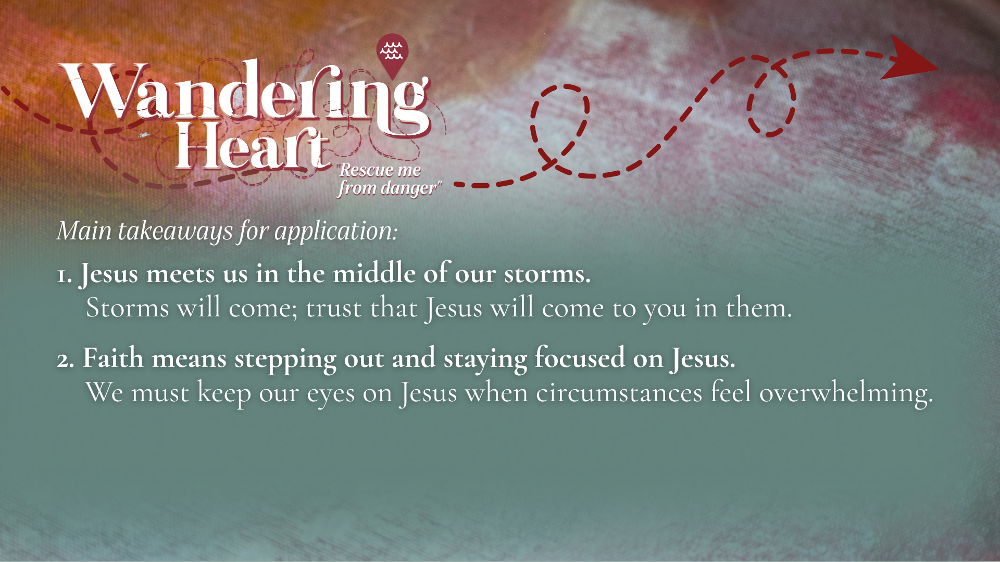 Wandering
Heart
"Rescue me
from danger"
Main takeaways for application:
1. Jesus meets us in the middle of our storms.
Storms will come; trust that Jesus will come to you in them.
2. Faith means stepping out and staying focused on Jesus.
We must keep our eyes on Jesus when circumstances feel overwhelming.